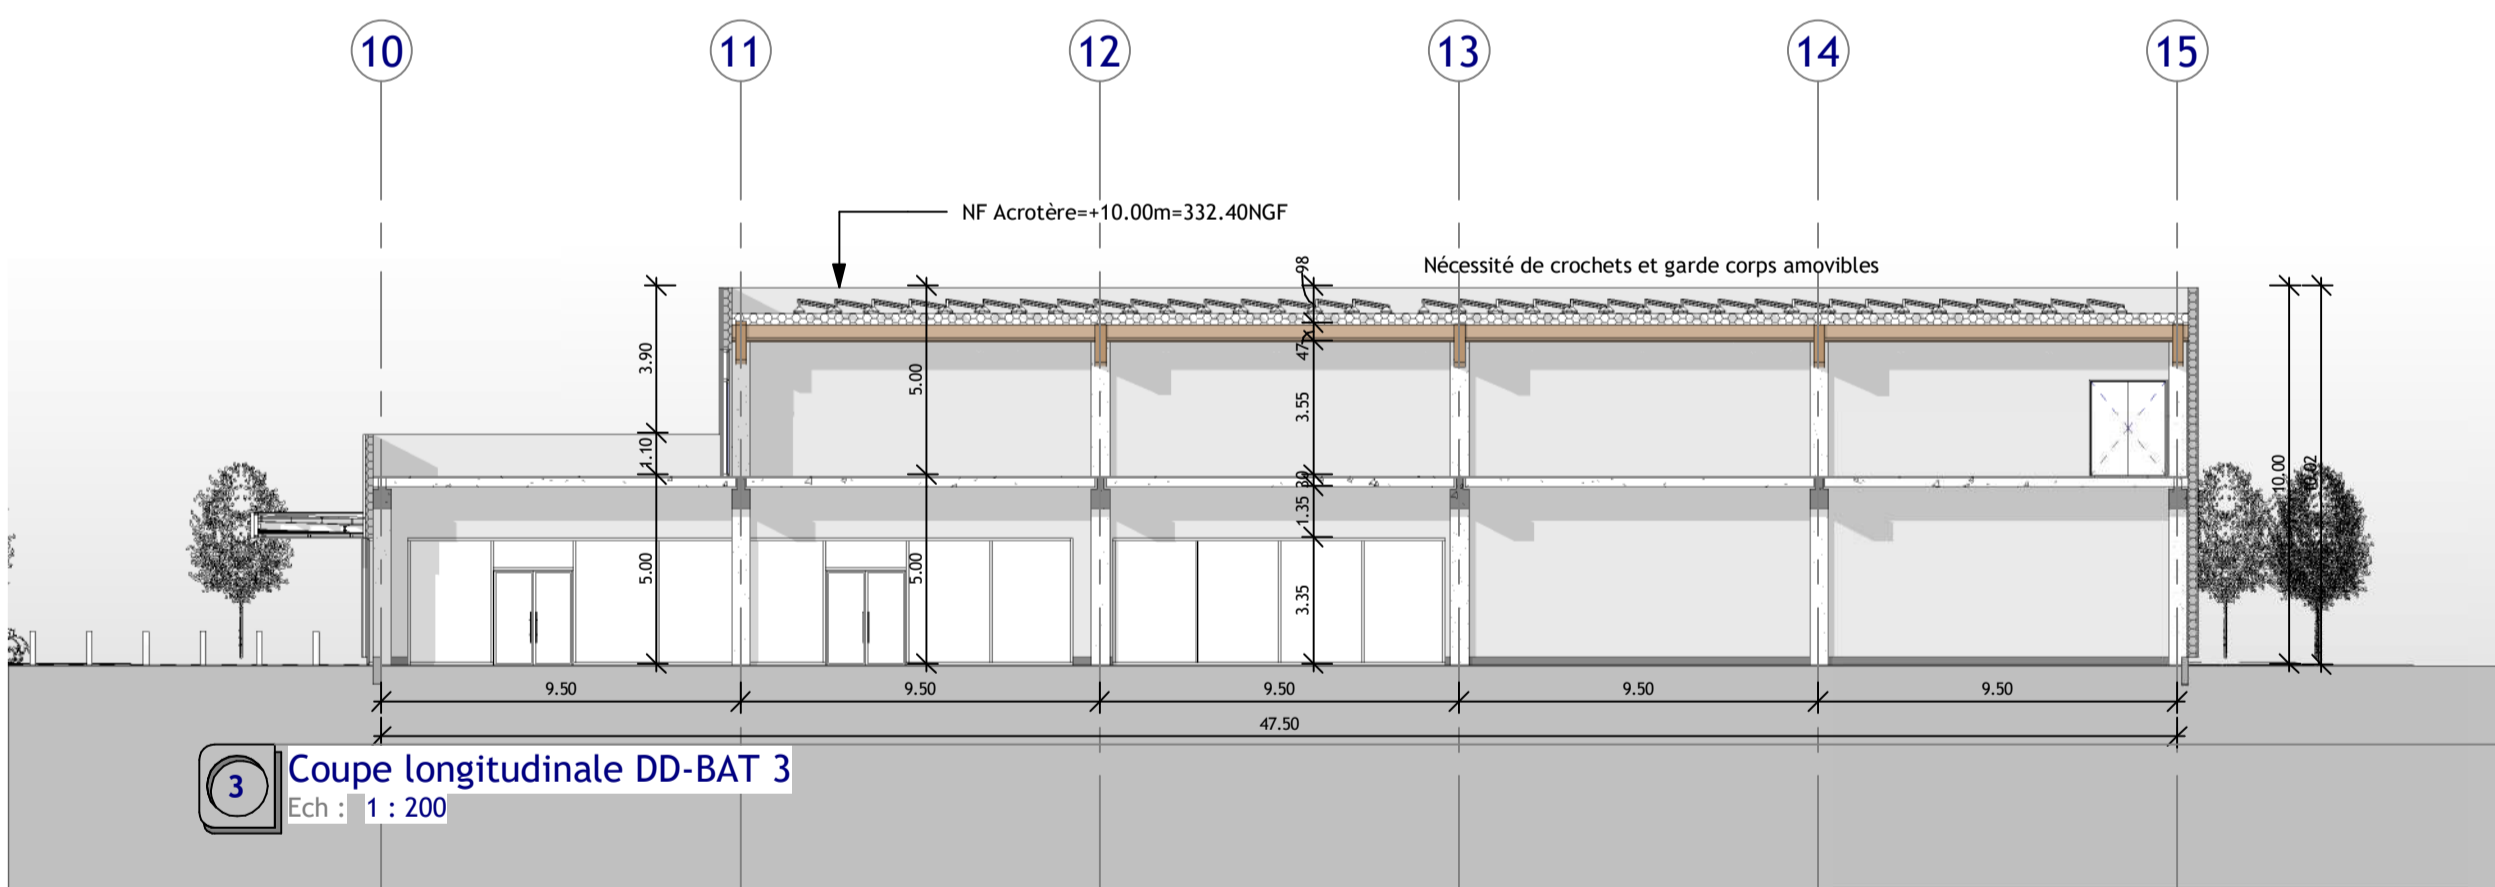 10 11 12 13 14 15
NF Acrotère=+10.00m=332.40NGF
Nécessité de crochets et garde corps amovibles
98
3.90
5.00
47
3.55
1.10
30
1.35
10.00
5.00
5.00
3.35
9.50 9.50 9.50 9.50 9.50
47.50
3
Coupe longitudinale DD-BAT 3
Ech : 1 : 200